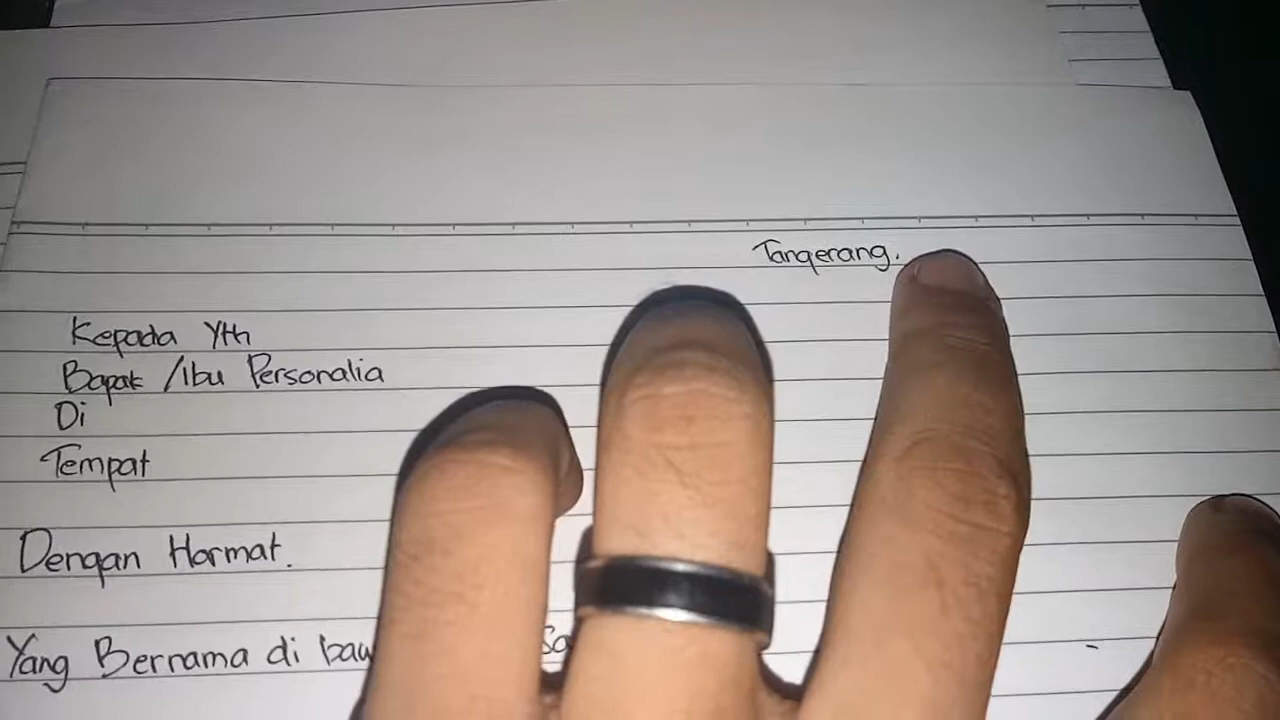 Tangerang.
Kepada Yth
Bapak /Ibu Personalia
Di
Tempat
Dengan Hormat.
Yang Bernama di